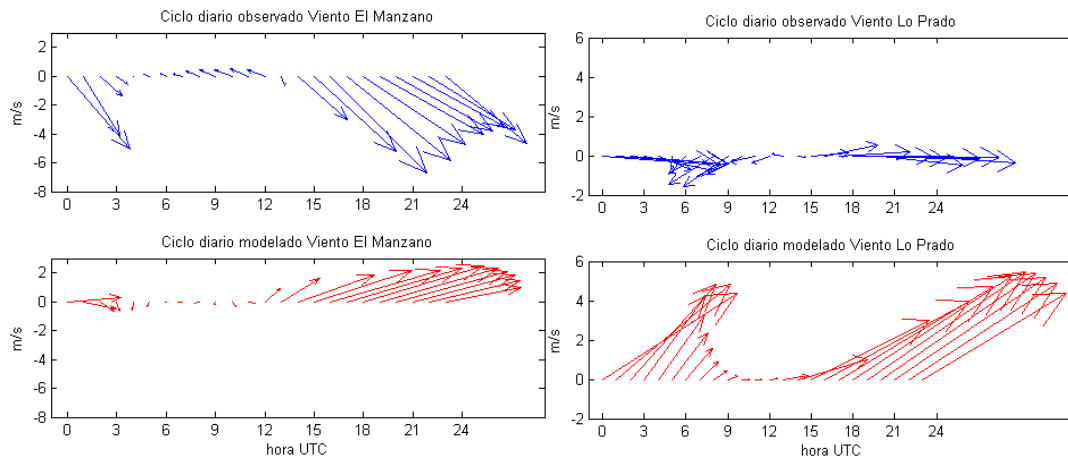 Ciclo diario observado Viento El Manzano
2
0
-2
-4
-6
-8
m/s
0 3 6 9 12 15 18 21 24
Ciclo diario observado Viento Lo Prado
6
4
2
0
-2
m/s
0 3 6 9 12 15 18 21 24
Ciclo diario modelado Viento El Manzano
2
0
-2
-4
-6
-8
m/s
0 3 6 9 12 15 18 21 24
hora UTC
Ciclo diario modelado Viento Lo Prado
6
4
2
0
-2
m/s
0 3 6 9 12 15 18 21 24
hora UTC